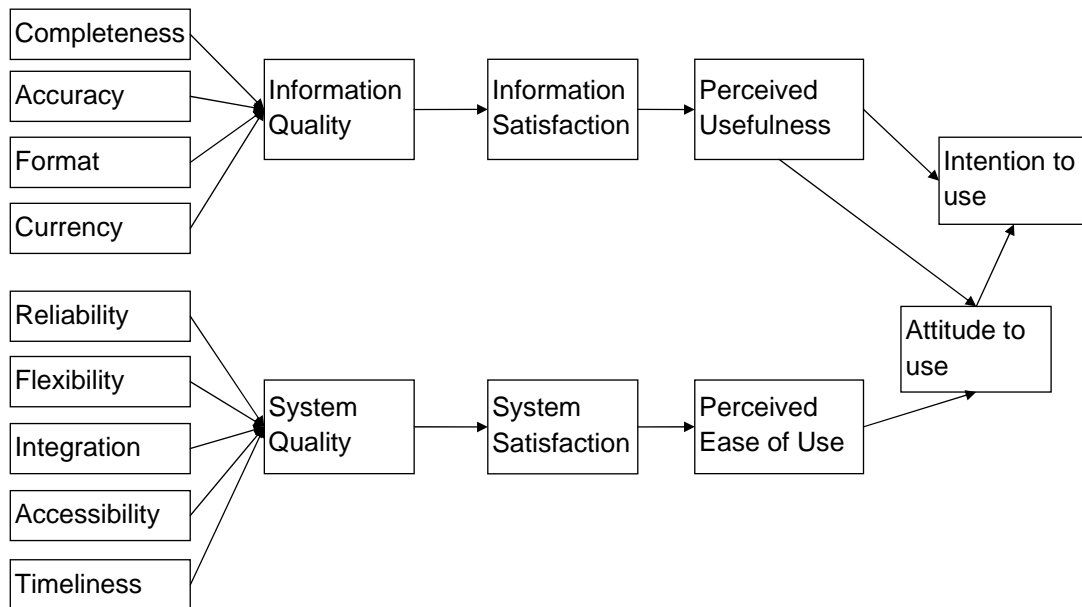 Completeness
Accuracy
Format
Currency
Information
Quality
Information
Satisfaction
Perceived
Usefulness
Intention to
use
Reliability
Flexibility
Integration
Accessibility
Timeliness
System
Quality
System
Satisfaction
Perceived
Ease of Use
Attitude to
use